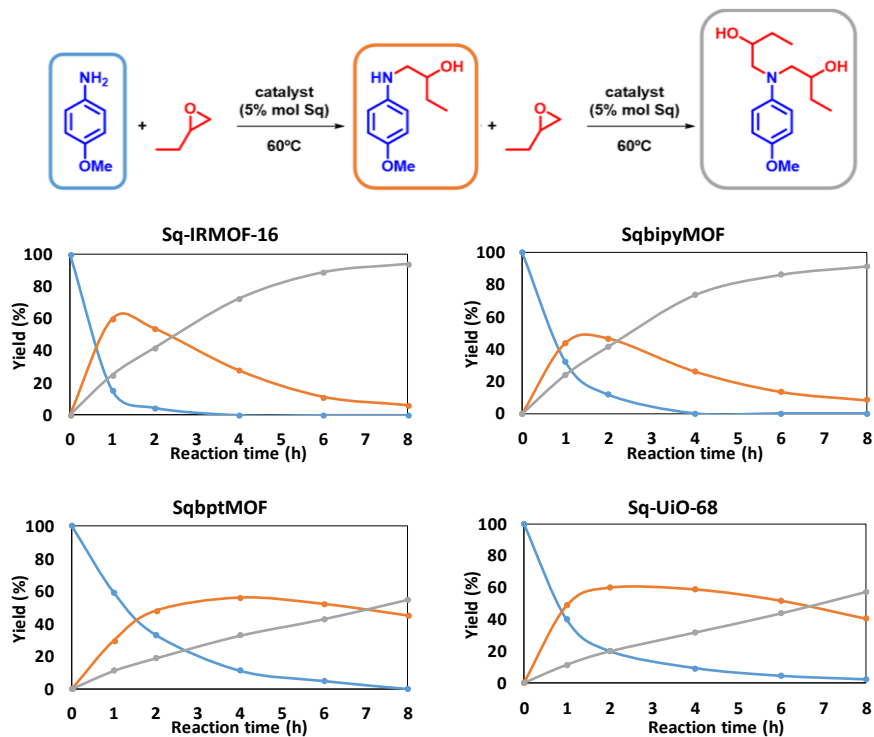 NH₂
OMe
+
O
catalyst
(5% mol Sq)
60ºC
HN
OH
OMe
+
O
catalyst
(5% mol Sq)
60ºC
HO
OH
N
OMe
Sq-IRMOF-16
Yield (%)
100
80
60
40
20
0
0 1 2 3 4 5 6 7 8
Reaction time (h)
SqbipyMOF
Yield (%)
100
80
60
40
20
0
0 1 2 3 4 5 6 7 8
Reaction time (h)
SqbptMOF
Yield (%)
100
80
60
40
20
0
0 1 2 3 4 5 6 7 8
Reaction time (h)
Sq-UiO-68
Yield (%)
100
80
60
40
20
0
0 1 2 3 4 5 6 7 8
Reaction time (h)